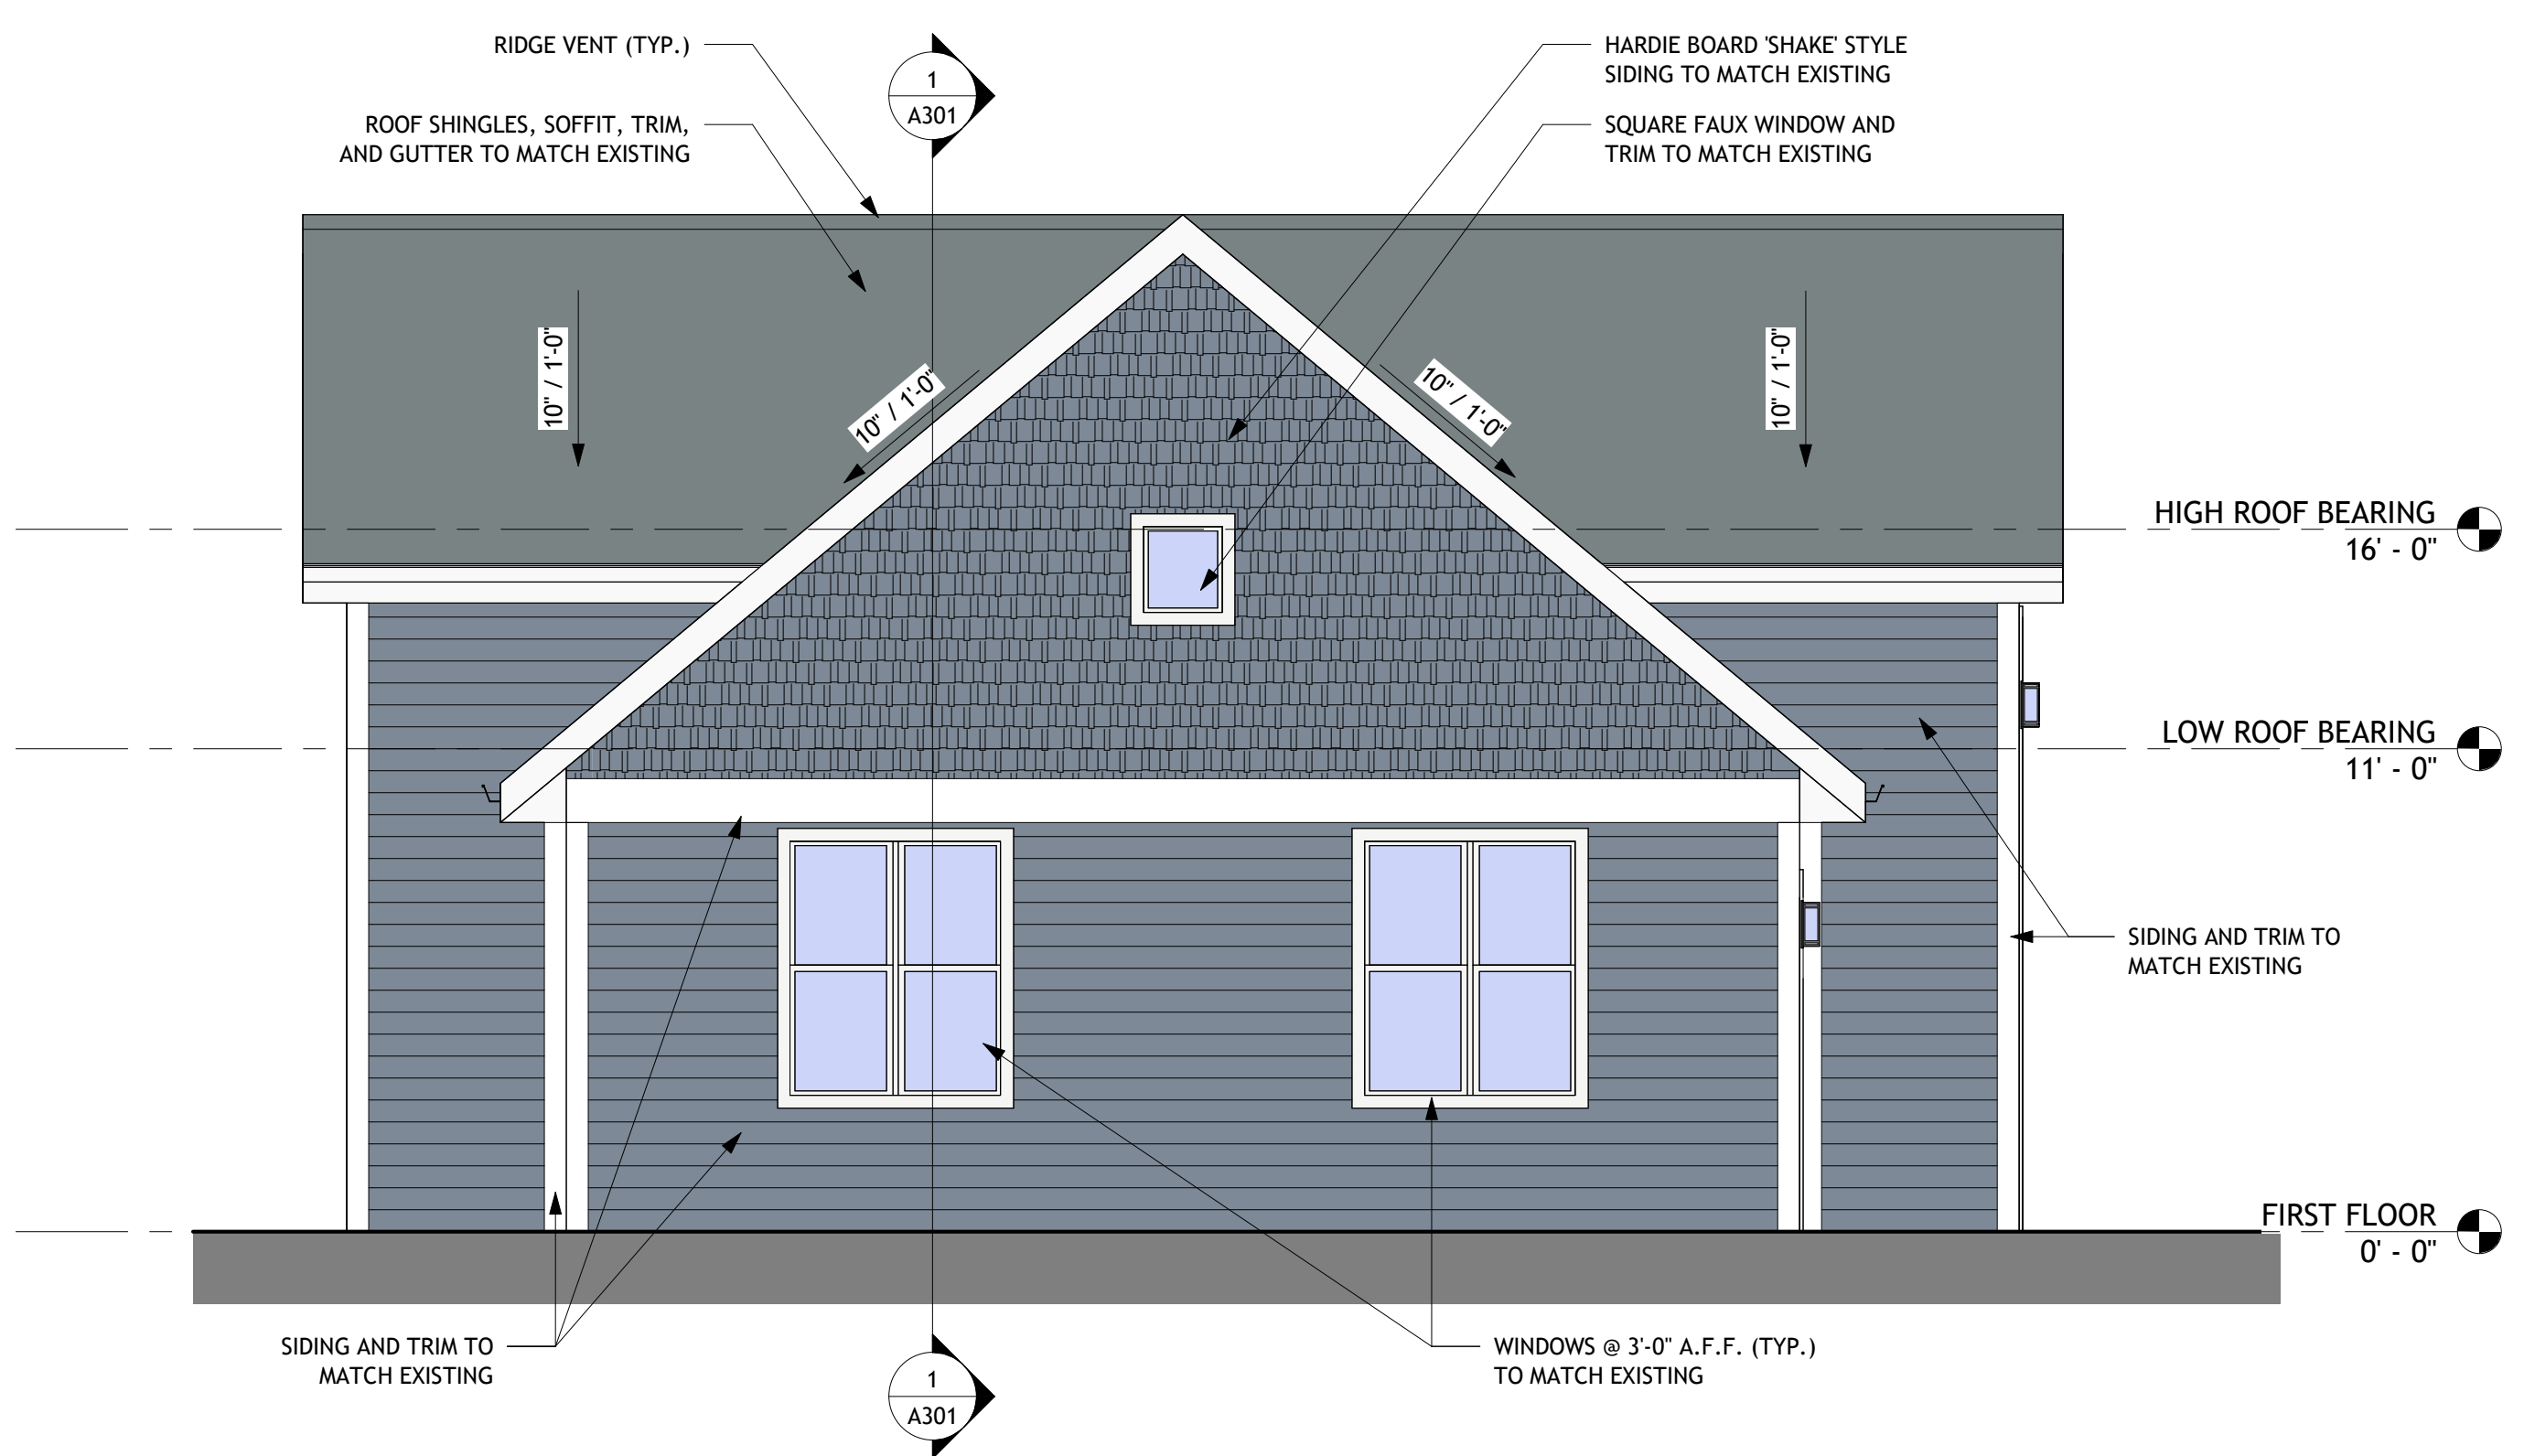 RIDGE VENT (TYP.)
1
A301
HARDIE BOARD 'SHAKE' STYLE
SIDING TO MATCH EXISTING
ROOF SHINGLES, SOFFIT, TRIM,
AND GUTTER TO MATCH EXISTING
SQUARE FAUX WINDOW AND
TRIM TO MATCH EXISTING
10" / 1'-0"
10" / 1'-0"
10" / 1'-0"
10" / 1'-0"
HIGH ROOF BEARING
16' - 0"
LOW ROOF BEARING
11' - 0"
SIDING AND TRIM TO
MATCH EXISTING
FIRST FLOOR
0' - 0"
SIDING AND TRIM TO
MATCH EXISTING
1
A301
WINDOWS @ 3'-0" A.F.F. (TYP.)
TO MATCH EXISTING